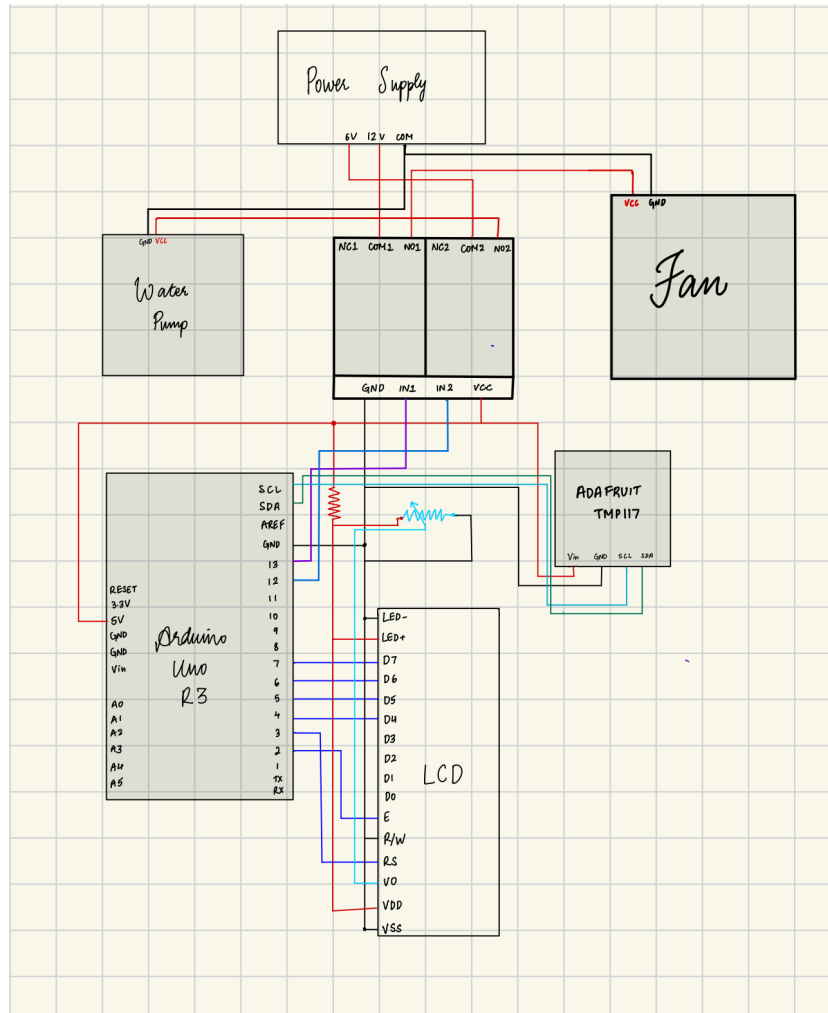 Power Supply
6V 12V COM
VCC GND
Fan
GND VCC
Water
Pump
NC1 COM1 NO1 NC2 COM2 NO2
GND IN1 IN2 VCC
ADAFRUIT
TMP117
Vin GND SCL SDA
SCL
SDA
AREF
GND
13
12
11
10
9
8
7
6
5
4
3
2
1
TX
RX
RESET
3.3V
5V
GND
GND
Vin
A0
A1
A2
A3
A4
A5
Arduino
Uno
R3
LED-
LED+
D7
D6
D5
D4
D3
D2
D1
D0
E
R/W
RS
VO
VDD
VSS
LCD